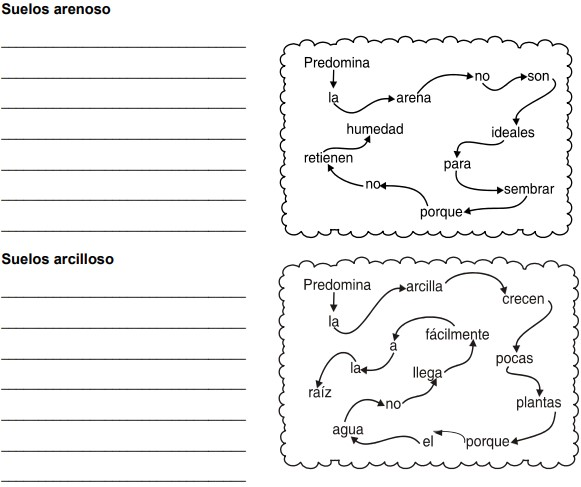 Suelos arenoso
Predomina
la
arena
no
son
ideales
para
sembrar
porque
no
retienen
humedad
Suelos arcilloso
Predomina
la
arcilla
crecen
pocas
plantas
porque
el
agua
no
llega
fácilmente
a
la
raíz